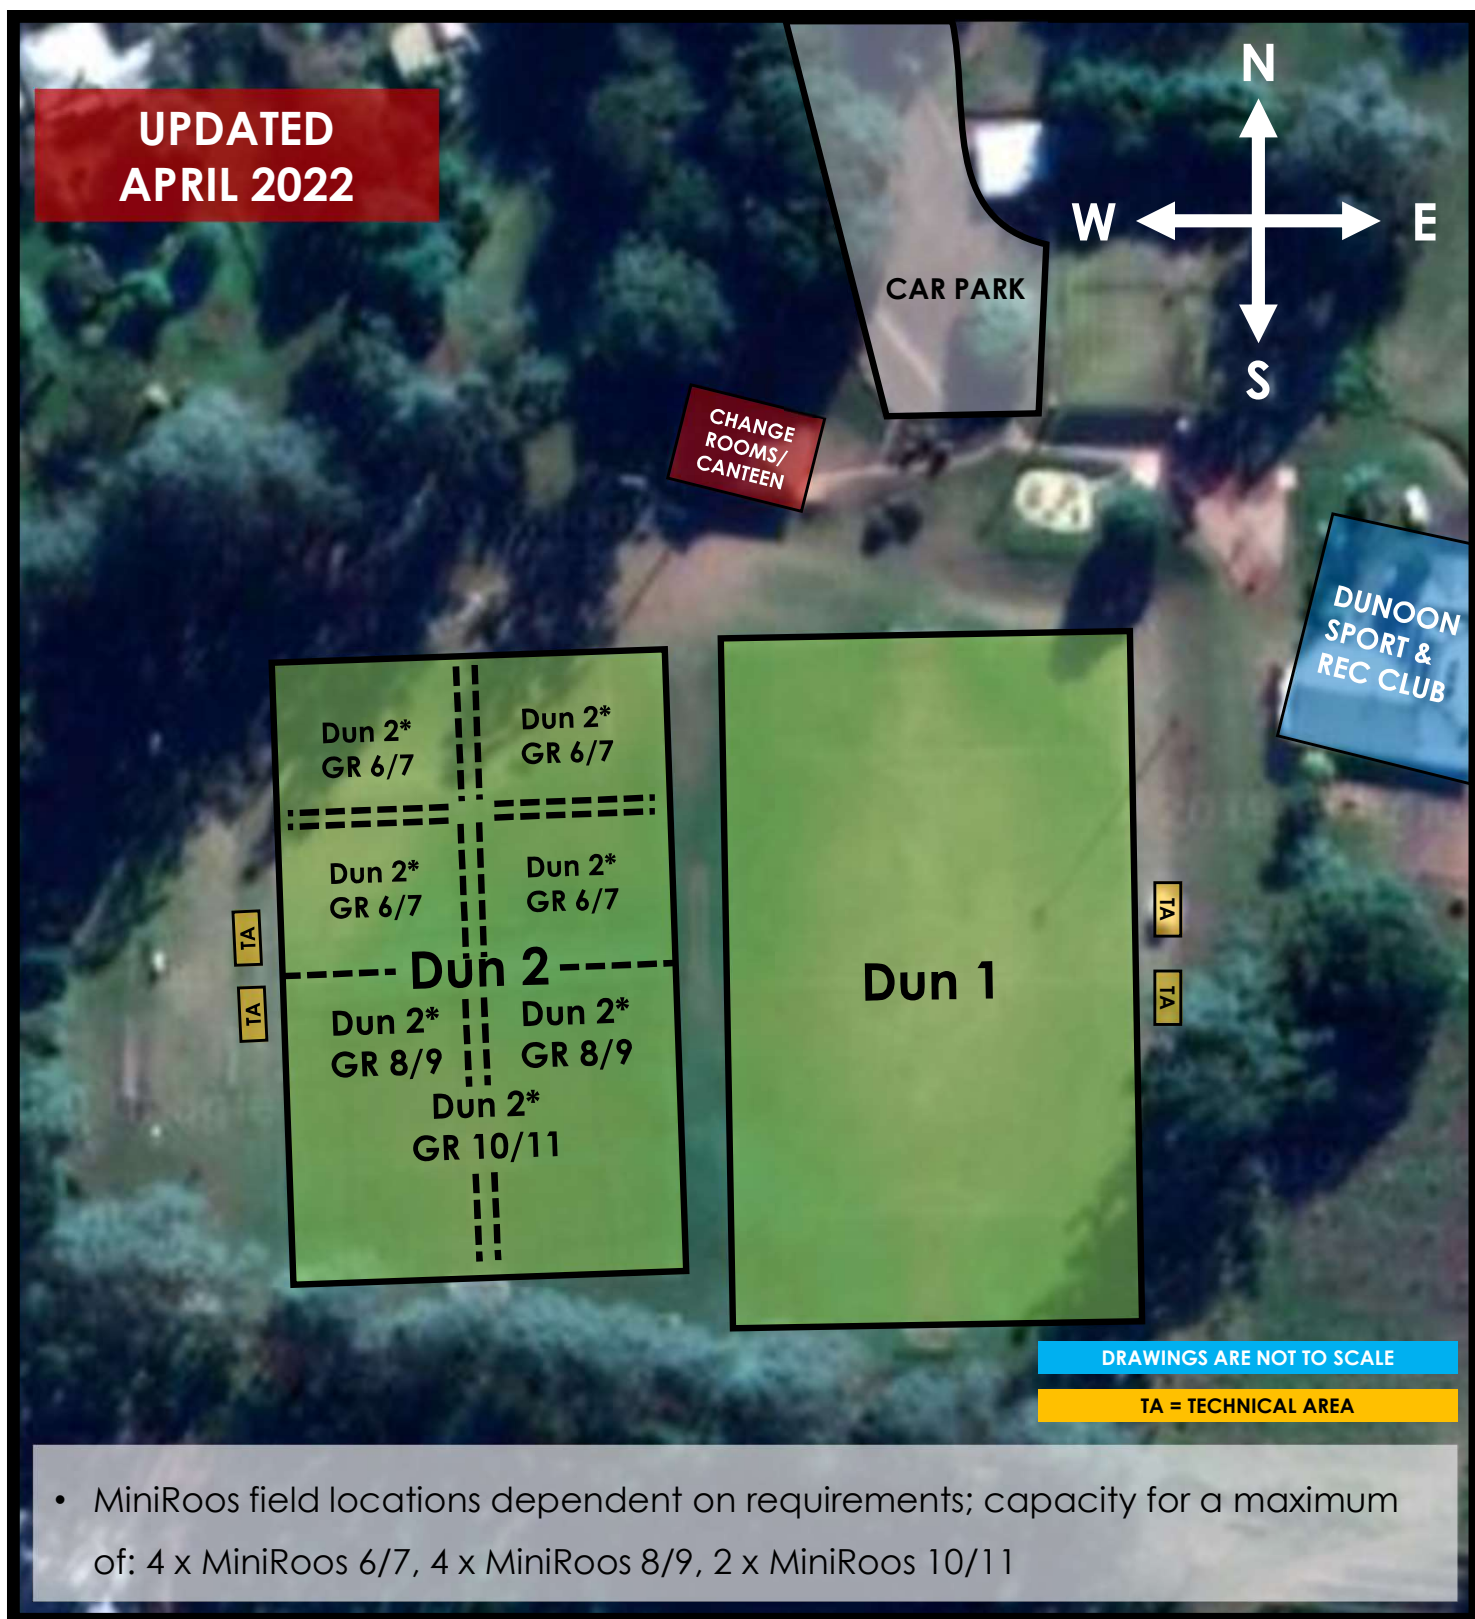 UPDATED
APRIL 2022
N
W
E
S
CAR PARK
CHANGE
ROOMS/
CANTEEN
DUNOON
SPORT &
REC CLUB
Dun 2*
GR 6/7
Dun 2*
GR 6/7
Dun 2*
GR 6/7
Dun 2*
GR 6/7
TA
TA
Dun 2
Dun 2*
GR 8/9
Dun 2*
GR 8/9
Dun 2*
GR 10/11
Dun 1
TA
TA
DRAWINGS ARE NOT TO SCALE
TA = TECHNICAL AREA
• MiniRoos field locations dependent on requirements; capacity for a maximum
of: 4 x MiniRoos 6/7, 4 x MiniRoos 8/9, 2 x MiniRoos 10/11